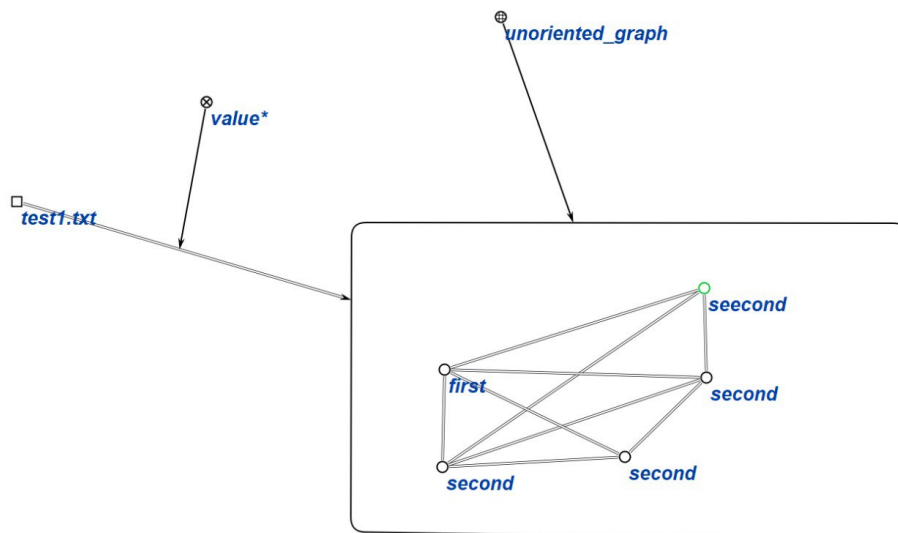 unoriented_graph
value*
test1.txt
seecond
first
second
second
second